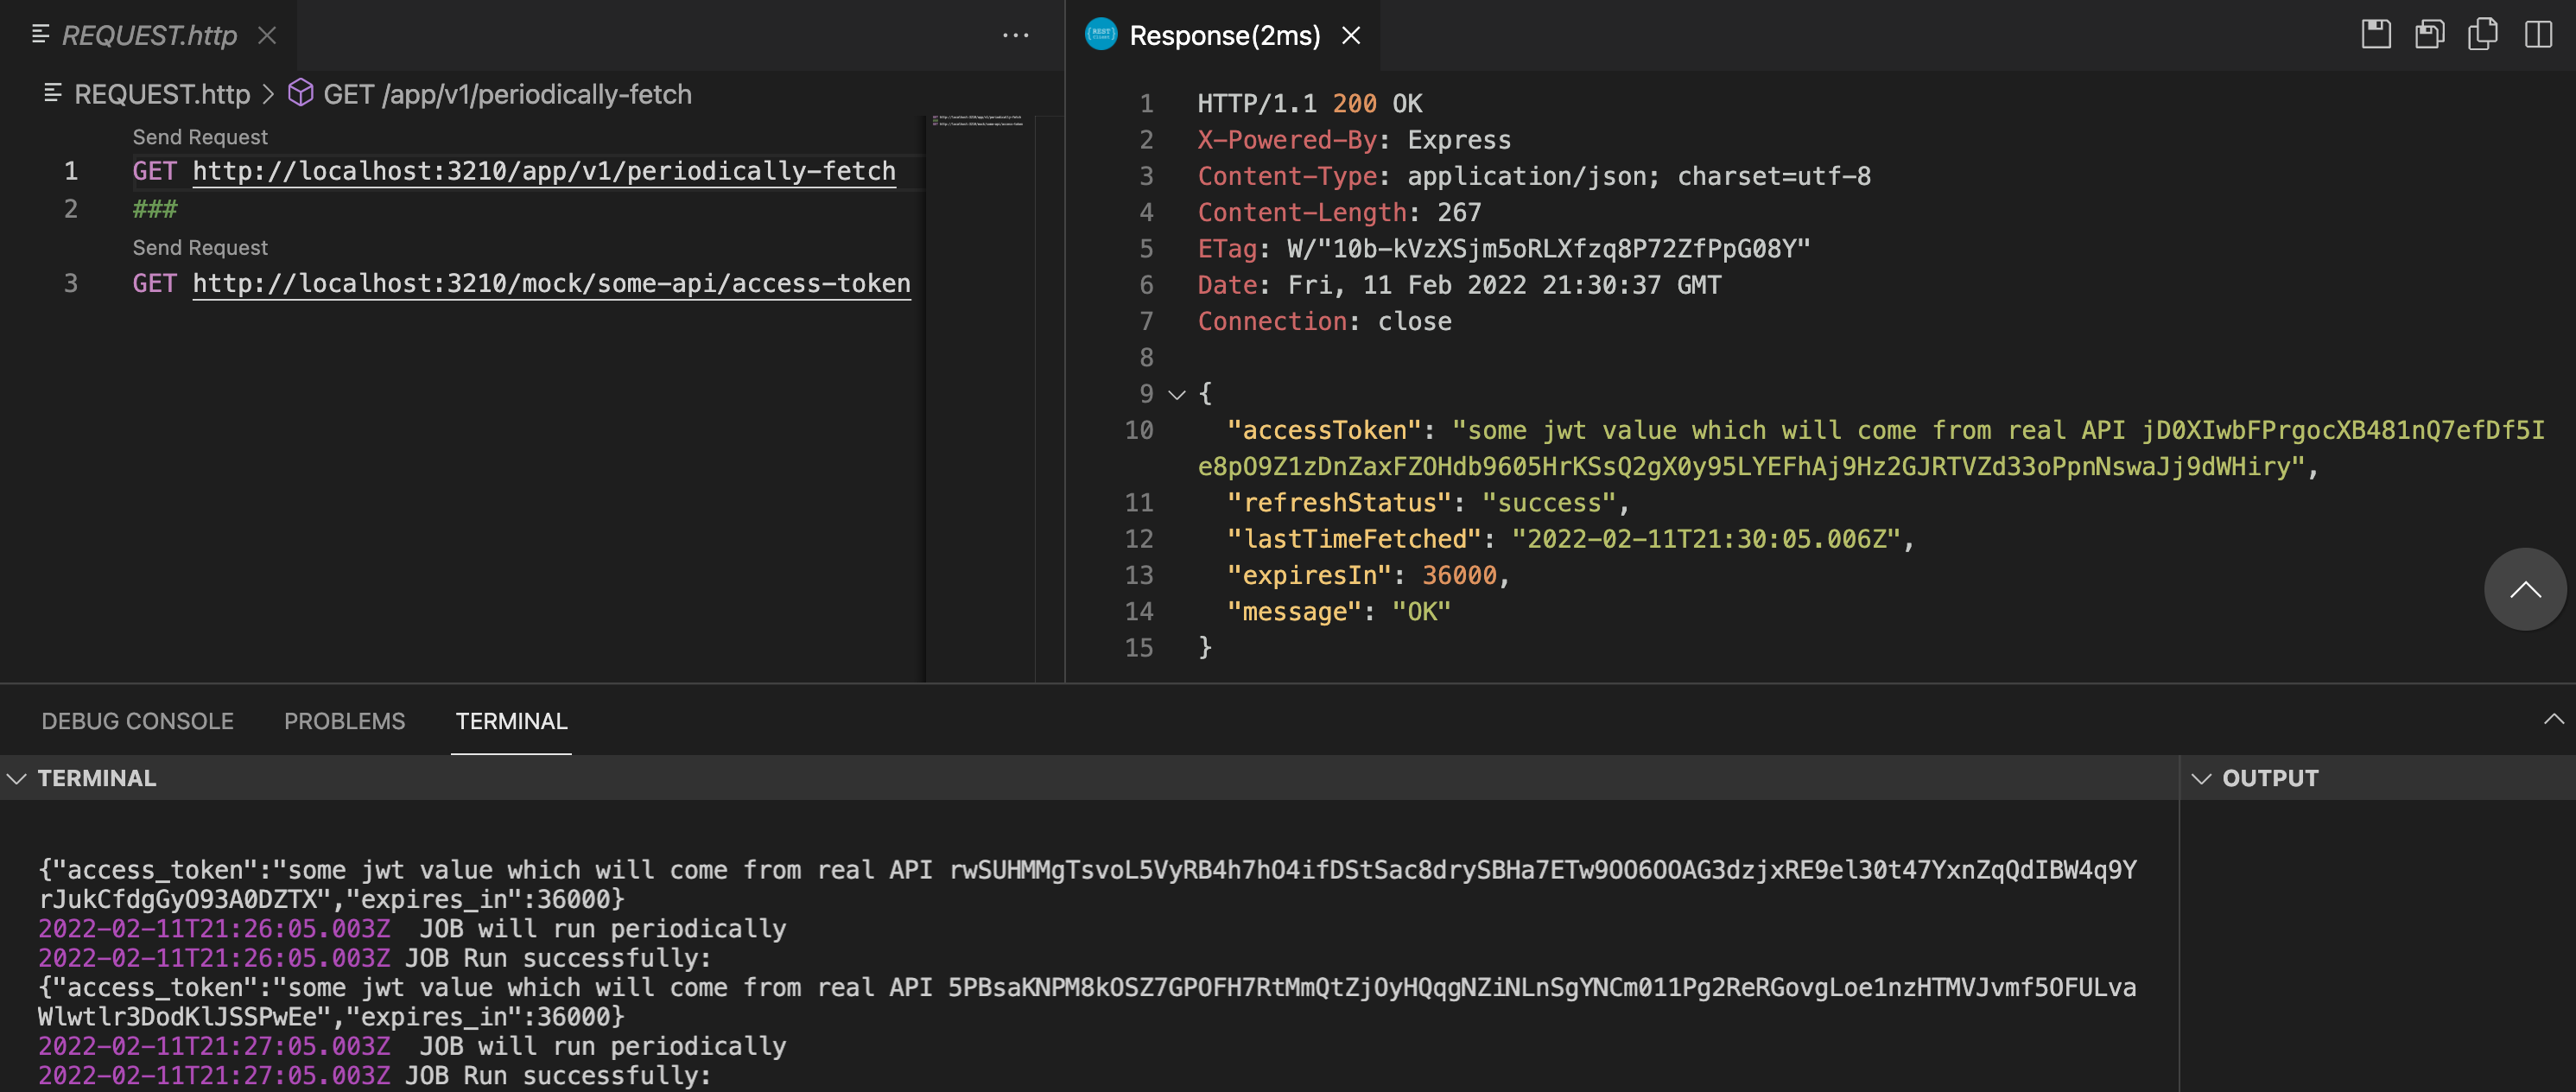 REQUEST.http
REQUEST.http > GET /app/v1/periodically-fetch
Send Request
1 GET http://localhost:3210/app/v1/periodically-fetch
2 ###
Send Request
3 GET http://localhost:3210/mock/some-api/access-token
Response(2ms)
1 HTTP/1.1 200 OK
2 X-Powered-By: Express
3 Content-Type: application/json; charset=utf-8
4 Content-Length: 267
5 ETag: W/"10b-kVzXSjm5oRLXfzq8P72ZfPpG08Y"
6 Date: Fri, 11 Feb 2022 21:30:37 GMT
7 Connection: close
8
9 {
10 "accessToken": "some jwt value which will come from real API jD0XIwbFPrgocXB481nQ7efDf5I
e8pO9Z1zDnZaxFZOHdb9605HrKSsQ2gX0y95LYEFhAj9Hz2GJRTVZd33oPpnNswaJj9dWHiry",
11 "refreshStatus": "success",
12 "lastTimeFetched": "2022-02-11T21:30:05.006Z",
13 "expiresIn": 36000,
14 "message": "OK"
15 }
DEBUG CONSOLE PROBLEMS TERMINAL
TERMINAL
OUTPUT
{"access_token":"some jwt value which will come from real API rwSUHMMgTsvoL5VyRB4h7hO4ifDStSac8drySBHa7ETw9OO6OOAG3dzjxRE9el30t47YxnZqQdIBW4q9Y
rJukCfdgGyO93A0DZTX","expires_in":36000}
2022-02-11T21:26:05.003Z JOB will run periodically
2022-02-11T21:26:05.003Z JOB Run successfully:
{"access_token":"some jwt value which will come from real API 5PBsaKNPM8kOSZ7GPOFH7RtMmQtZjOyHQqgNZiNLnSgYNCm011Pg2ReRGovgLoe1nzHTMVJvmf5OFULva
Wlwtlr3DodKlJSSPwEe","expires_in":36000}
2022-02-11T21:27:05.003Z JOB will run periodically
2022-02-11T21:27:05.003Z JOB Run successfully: